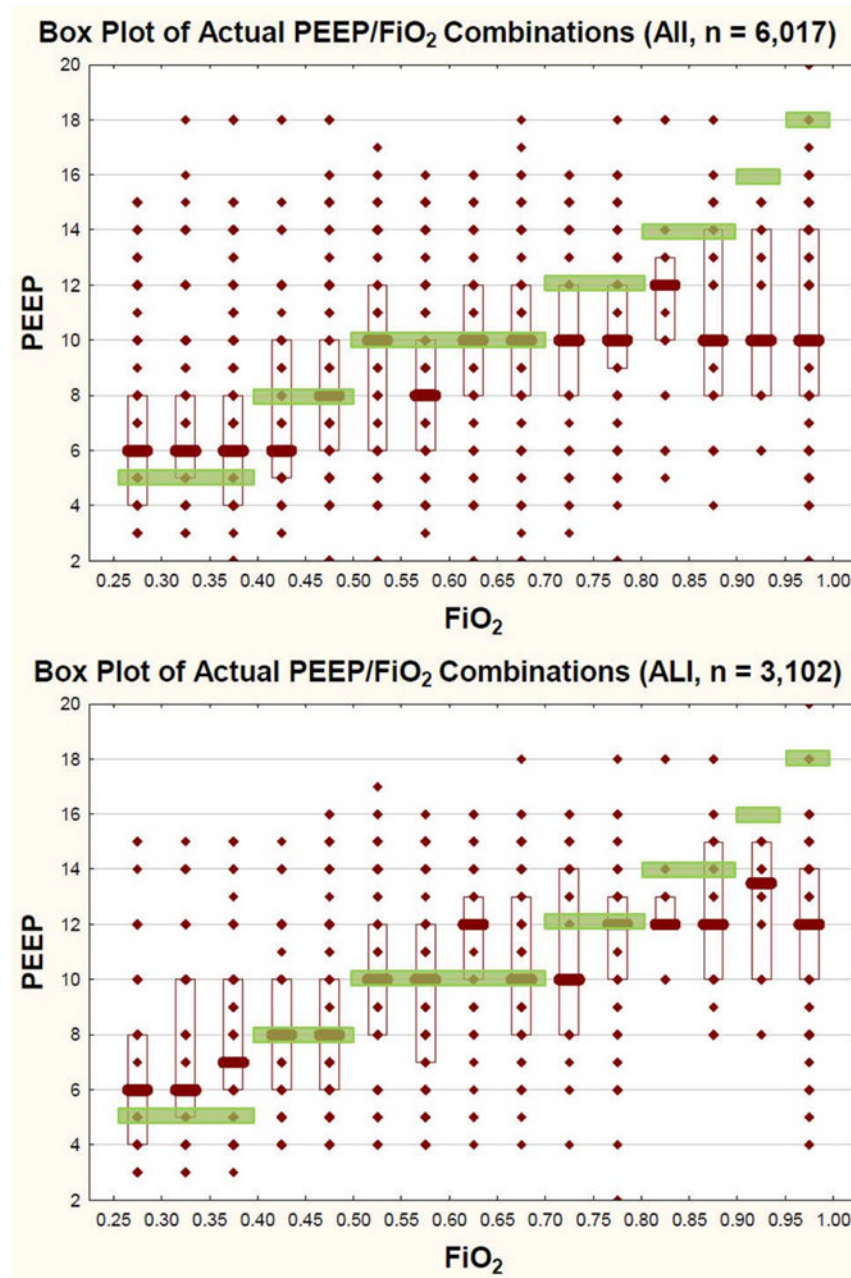 Box Plot of Actual PEEP/FiO₂ Combinations (All, n = 6,017)
20
18
16
14
12
10
8
6
4
2
PEEP
0.25 0.30 0.35 0.40 0.45 0.50 0.55 0.60 0.65 0.70 0.75 0.80 0.85 0.90 0.95 1.00
FiO₂
Box Plot of Actual PEEP/FiO₂ Combinations (ALI, n = 3,102)
20
18
16
14
12
10
8
6
4
2
PEEP
0.25 0.30 0.35 0.40 0.45 0.50 0.55 0.60 0.65 0.70 0.75 0.80 0.85 0.90 0.95 1.00
FiO₂